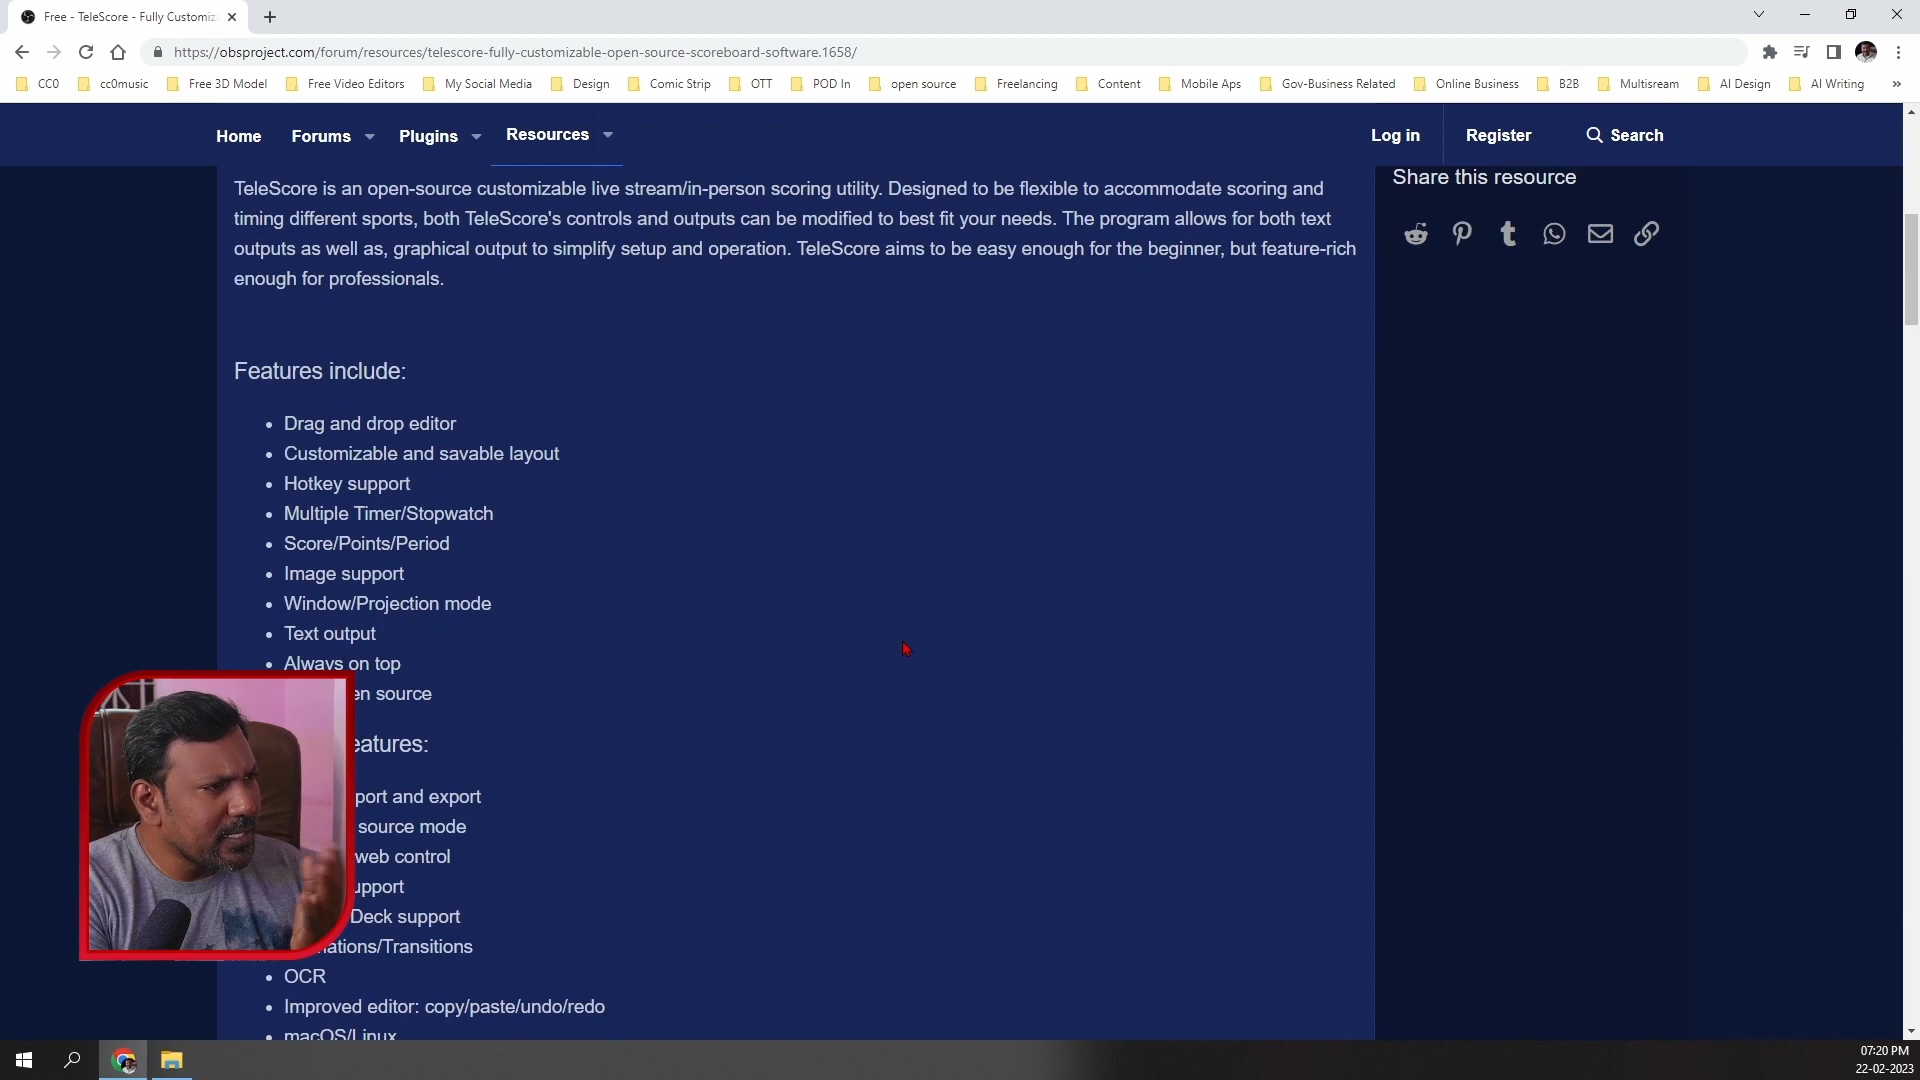 Free - TeleScore - Fully Customiz
https://obsproject.com/forum/resources/telescore-fully-customizable-open-source-scoreboard-software.1658/
CC0 cc0music Free 3D Model Free Video Editors My Social Media Design Comic Strip OTT POD In open source Freelancing Content Mobile Aps Gov-Business Related Online Business B2B Multisream AI Design AI Writing »
Home Forums Plugins Resources Log in Register Search
TeleScore is an open-source customizable live stream/in-person scoring utility. Designed to be flexible to accommodate scoring and
timing different sports, both TeleScore's controls and outputs can be modified to best fit your needs. The program allows for both text
outputs as well as, graphical output to simplify setup and operation. TeleScore aims to be easy enough for the beginner, but feature-rich
enough for professionals.
Share this resource
Features include:
• Drag and drop editor
• Customizable and savable layout
• Hotkey support
• Multiple Timer/Stopwatch
• Score/Points/Period
• Image support
• Window/Projection mode
• Text output
• Always on top
en source
eatures:
port and export
source mode
web control
upport
Deck support
ations/Transitions
• OCR
• Improved editor: copy/paste/undo/redo
• macOS/Linux
07:20 PM
22-02-2023